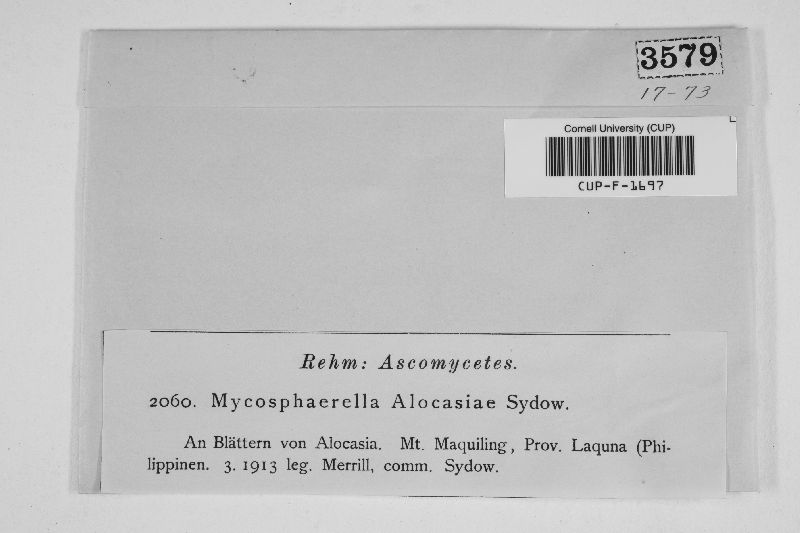 3579
17-73
Cornell University (CUP)
CUP-F-1697
Rehm: Ascomycetes.
2060. Mycosphaerella Alocasiae Sydow.
An Blättern von Alocasia. Mt. Maquiling, Prov. Laquna (Phi-
lippinen. 3. 1913 leg. Merrill, comm. Sydow.